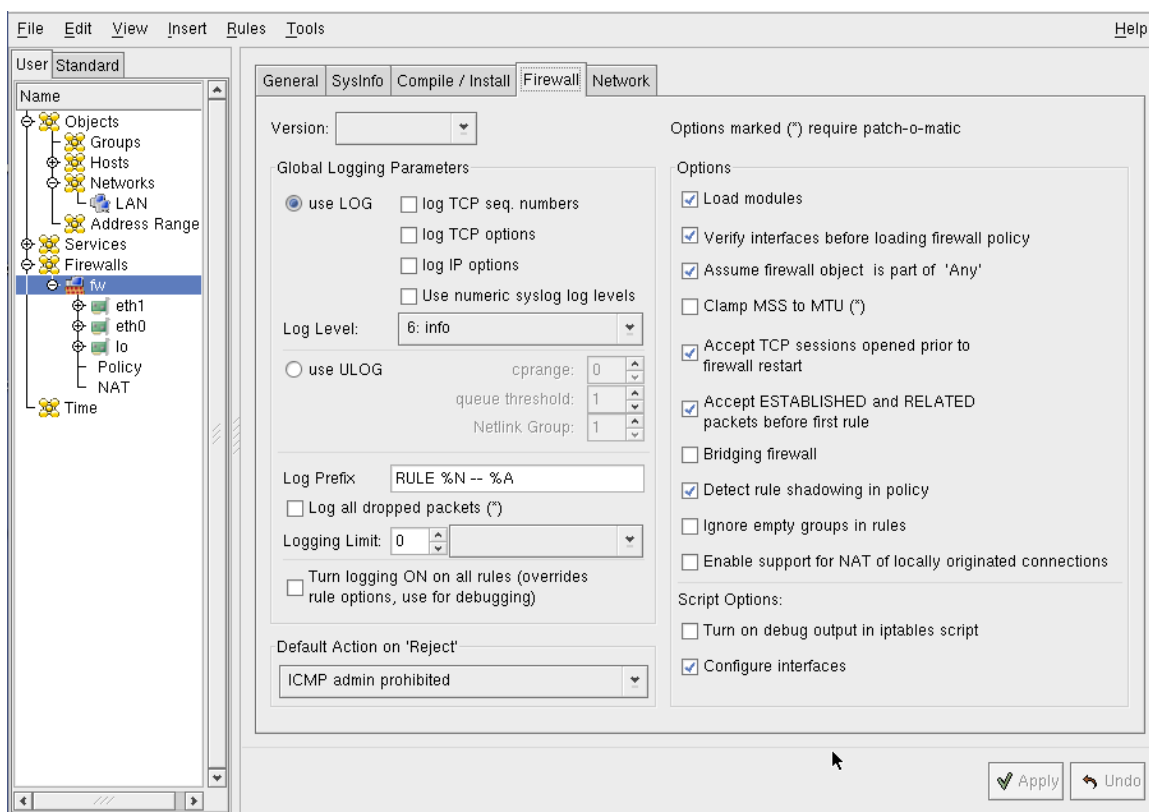 File Edit View Insert Rules Tools Help
User Standard
Name
Objects
Groups
Hosts
Networks
LAN
Address Range
Services
Firewalls
fw
eth1
eth0
lo
Policy
NAT
Time
General SysInfo Compile / Install Firewall Network
Version:
Options marked (*) require patch-o-matic
Global Logging Parameters
use LOG
log TCP seq. numbers
log TCP options
log IP options
Use numeric syslog log levels
Log Level: 6: info
use ULOG
cprange: 0
queue threshold: 1
Netlink Group: 1
Log Prefix RULE %N -- %A
Log all dropped packets (*)
Logging Limit: 0
Turn logging ON on all rules (overrides
rule options, use for debugging)
Default Action on 'Reject'
ICMP admin prohibited
Options
Load modules
Verify interfaces before loading firewall policy
Assume firewall object is part of 'Any'
Clamp MSS to MTU (*)
Accept TCP sessions opened prior to
firewall restart
Accept ESTABLISHED and RELATED
packets before first rule
Bridging firewall
Detect rule shadowing in policy
Ignore empty groups in rules
Enable support for NAT of locally originated connections
Script Options:
Turn on debug output in iptables script
Configure interfaces
Apply Undo